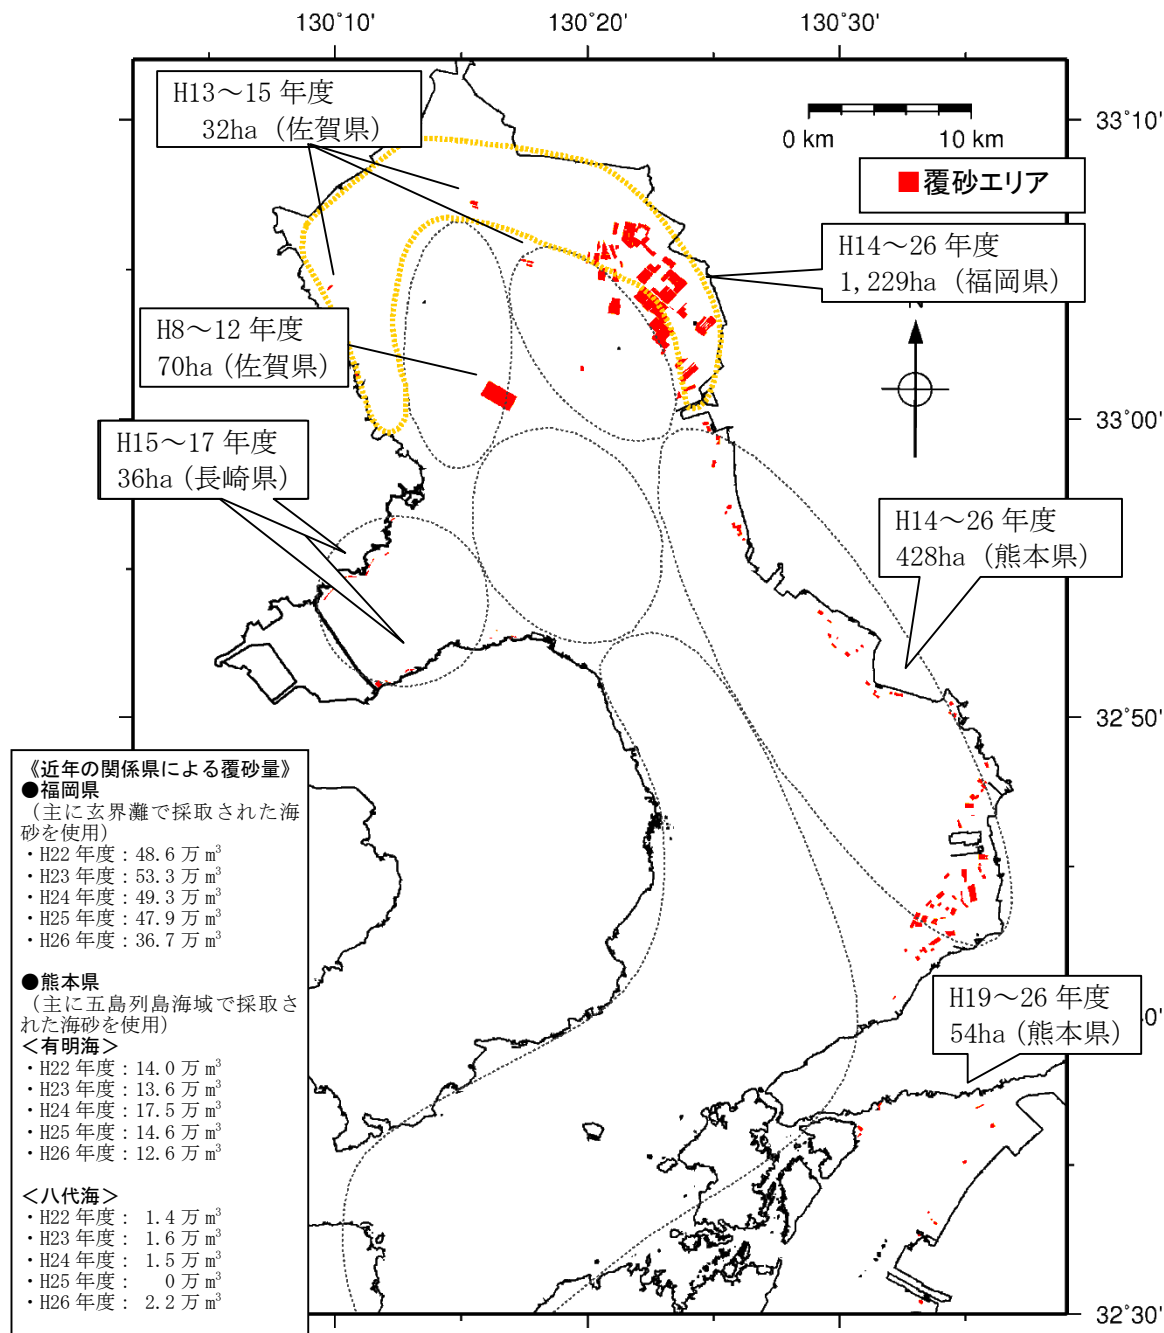 130°10'
130°20'
130°30'
H13～15 年度
32ha (佐賀県)
0 km
10 km
33°10'
覆砂エリア
H14～26 年度
1,229ha (福岡県)
H8～12 年度
70ha (佐賀県)
33°00'
H15～17 年度
36ha (長崎県)
H14～26 年度
428ha (熊本県)
32°50'
《近年の関係県による覆砂量》
●福岡県
（主に玄界灘で採取された海
砂を使用）
・H22 年度：48.6 万 m³
・H23 年度：53.3 万 m³
・H24 年度：49.3 万 m³
・H25 年度：47.9 万 m³
・H26 年度：36.7 万 m³
●熊本県
（主に五島列島海域で採取さ
れた海砂を使用）
＜有明海＞
・H22 年度：14.0 万 m³
・H23 年度：13.6 万 m³
・H24 年度：17.5 万 m³
・H25 年度：14.6 万 m³
・H26 年度：12.6 万 m³
＜八代海＞
・H22 年度： 1.4 万 m³
・H23 年度： 1.6 万 m³
・H24 年度： 1.5 万 m³
・H25 年度： 0 万 m³
・H26 年度： 2.2 万 m³
H19～26 年度
54ha (熊本県)
40'
32°30'